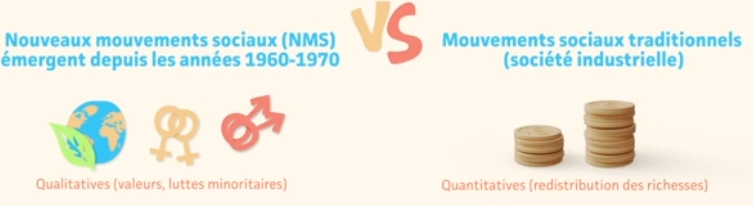 Nouveaux mouvements sociaux (NMS)
émergent depuis les années 1960-1970
VS
Mouvements sociaux traditionnels
(société industrielle)
Qualitatives (valeurs, luttes minoritaires)
Quantitatives (redistribution des richesses)